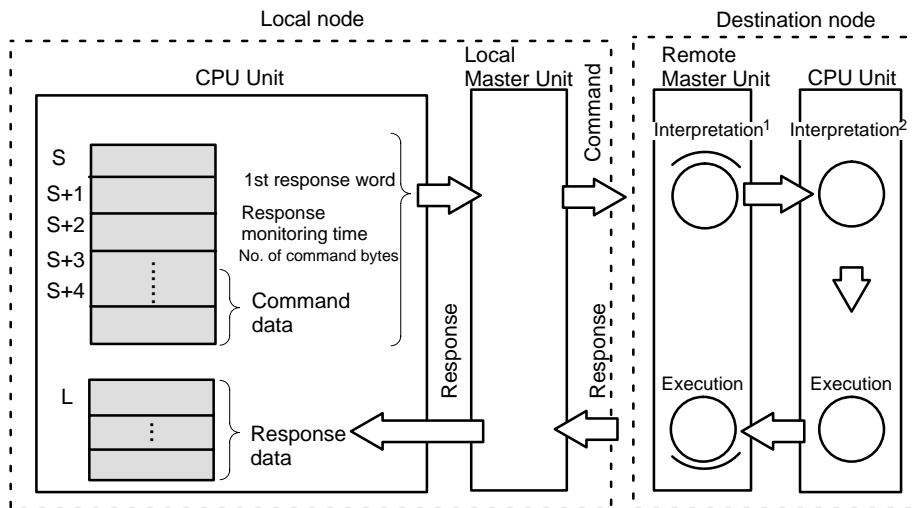 Local node
Destination node
CPU Unit
Local
Master Unit
Command
Remote
Master Unit
CPU Unit
Interpretation1
Interpretation2
S
S+1
S+2
S+3
S+4
1st response word
Response
monitoring time
No. of command bytes
Command
data
Response
Response
Execution
Execution
L
Response
data